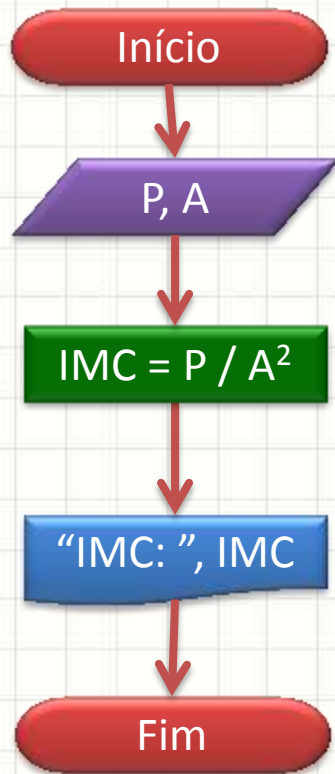 Início
P, A
IMC = P / A²
“IMC: ”, IMC
Fim